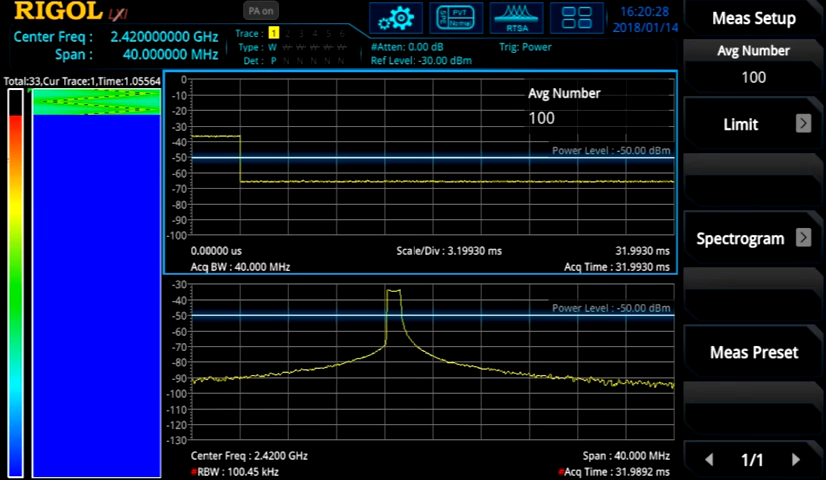 RIGOL LXI
PA on
16:20:28
2018/01/14
Center Freq : 2.420000000 GHz
Span : 40.000000 MHz
Trace : 1 2 3 4 5 6
Type : W
Det : P N N N N N
#Atten: 0.00 dB
Ref Level: -30.00 dBm
PVT
Normal
RTSA
Trig: Power
Meas Setup
Avg Number
100
Limit
Spectrogram
Meas Preset
1/1
Total:33,Cur Trace:1,Time:1.05564
0
-10
-20
-30
-40
-50
-60
-70
-80
-90
-100
Avg Number
100
Power Level : -50.00 dBm
0.00000 us
Scale/Div : 3.19930 ms
31.9930 ms
Acq BW : 40.000 MHz
Acq Time : 31.9930 ms
-30
-40
-50
-60
-70
-80
-90
-100
-110
-120
-130
Power Level : -50.00 dBm
Center Freq : 2.4200 GHz
Span : 40.000 MHz
#RBW : 100.45 kHz
#Acq Time : 31.9892 ms